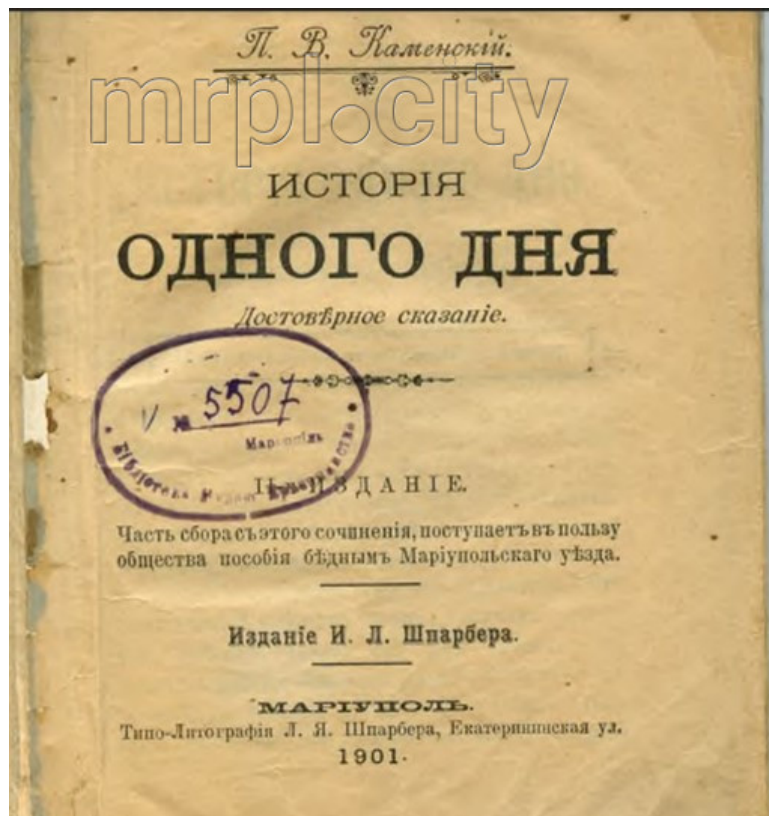 П. В. Каменскій.
mrpl.city
ИСТОРІЯ
ОДНОГО ДНЯ
Достовѣрное сказаніе.
V № 5507
ИЗДАНІЕ.
Часть сбора съ этого сочиненія, поступаетъ въ пользу
общества пособія бѣднымъ Маріупольскаго уѣзда.
Изданіе И. Л. Шпарбера.
МАРІУПОЛЬ.
Типо-Литографія Л. Я. Шпарбера, Екатерининская ул.
1901.